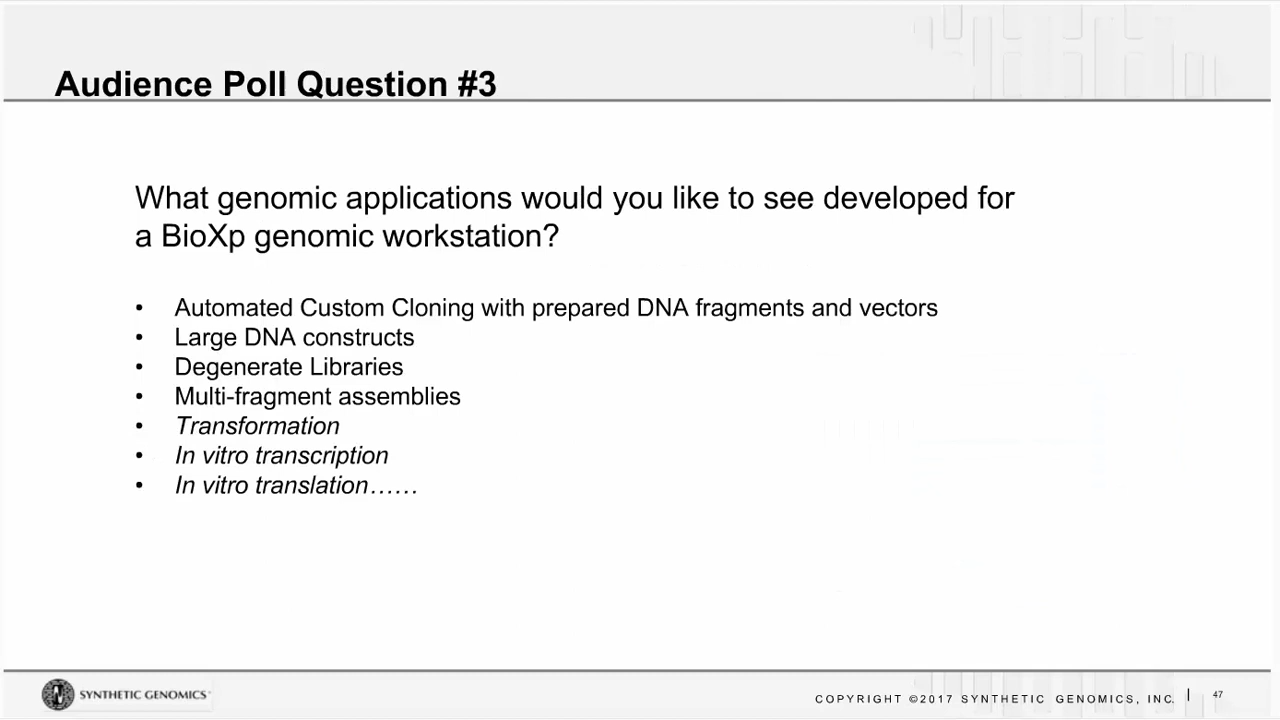 Audience Poll Question #3
What genomic applications would you like to see developed for
a BioXp genomic workstation?
• Automated Custom Cloning with prepared DNA fragments and vectors
• Large DNA constructs
• Degenerate Libraries
• Multi-fragment assemblies
• Transformation
• In vitro transcription
• In vitro translation……
SYNTHETIC GENOMICS
COPYRIGHT ©2017 SYNTHETIC GENOMICS, INC. | 47